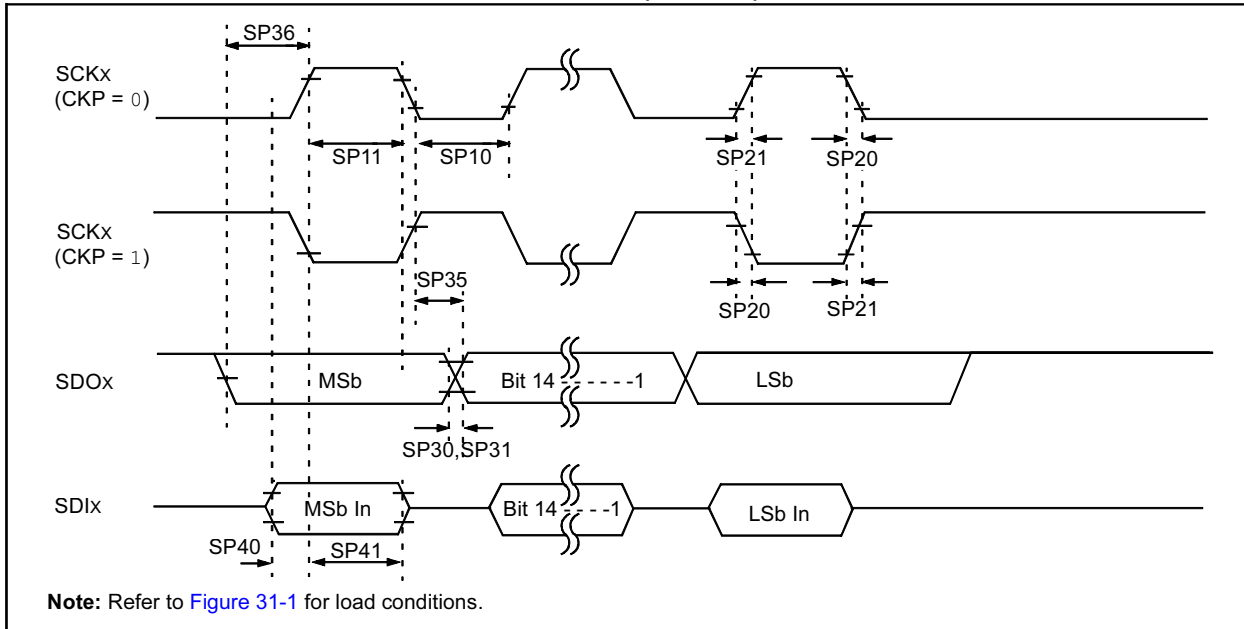 SP36
SCKx
(CKP = 0)
SP11
SP10
SP21
SP20
SCKx
(CKP = 1)
SP35
SP20
SP21
SDOx
MSb
Bit 14 - - - - - -1
LSb
SP30,SP31
SDIx
MSb In
Bit 14 - - - -1
LSb In
SP40
SP41
Note: Refer to Figure 31-1 for load conditions.